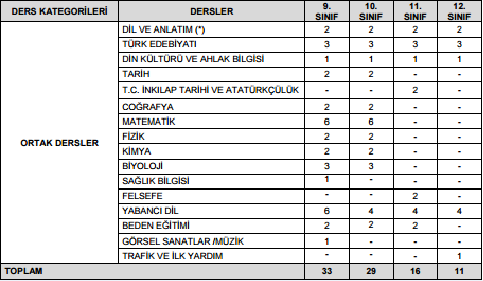 DERS KATEGORİLERİ DERSLER 9. SINIF 10. SINIF 11. SINIF 12. SINIF
ORTAK DERSLER
DİL VE ANLATIM (*) 2 2 2 2
TÜRK EDEBİYATI 3 3 3 3
DİN KÜLTÜRÜ VE AHLAK BİLGİSİ 1 1 1 1
TARİH 2 2 - -
T.C. İNKILAP TARİHİ VE ATATÜRKÇÜLÜK - - 2 -
COĞRAFYA 2 2 - -
MATEMATİK 6 6 - -
FİZİK 2 2 - -
KİMYA 2 2 - -
BİYOLOJİ 3 3 - -
SAĞLIK BİLGİSİ 1 - - -
FELSEFE - - 2 -
YABANCI DİL 6 4 4 4
BEDEN EĞİTİMİ 2 2 2 -
GÖRSEL SANATLAR /MÜZİK 1 - - -
TRAFİK VE İLK YARDIM - - - 1
TOPLAM 33 29 16 11